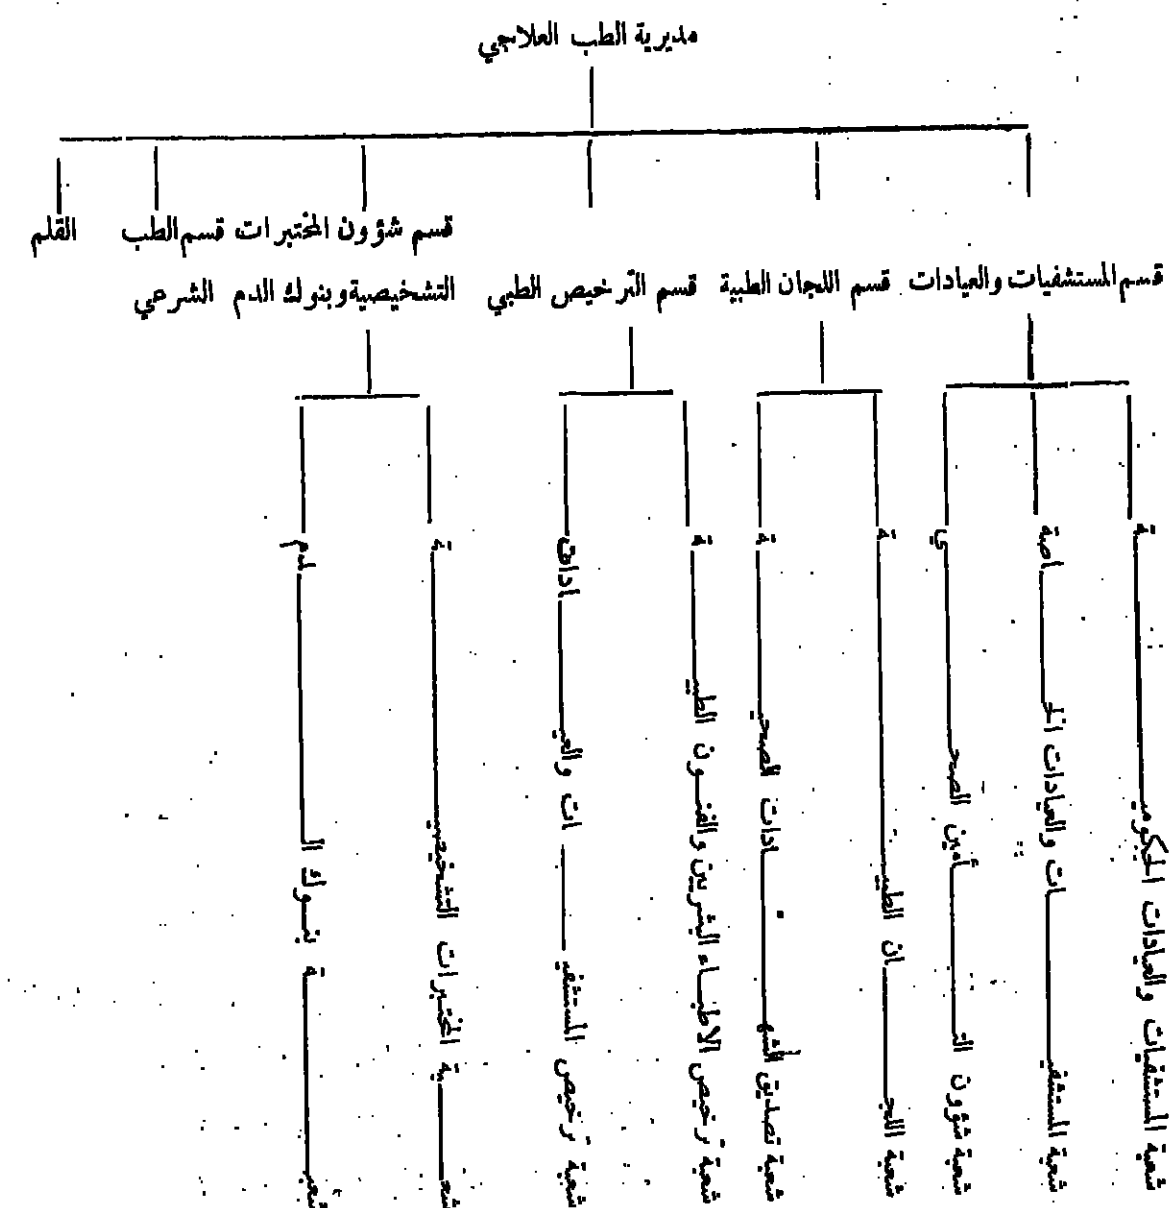 مديرية الطب العلاجي
قسم شؤون المختبرات قسم الطب القلم
قسم المستشفيات والعيادات قسم اللجان الطبية قسم الترخيص الطبي التشخيصية وبنوك الدم الشرعي
شعبة المستشفيات والعيادات الحكومية
شعبة المستشفيات والعيادات الخاصة
شعبة شؤون التأمين الصحي
شعبة اللجان الطبية
شعبة تصديق الشهادات الصحية
شعبة ترخيص الاطباء البشريين والفنون الطبية
شعبة ترخيص المستشفيات والعيادات
شعبة المختبرات التشخيصية
شعبة بنوك الدم